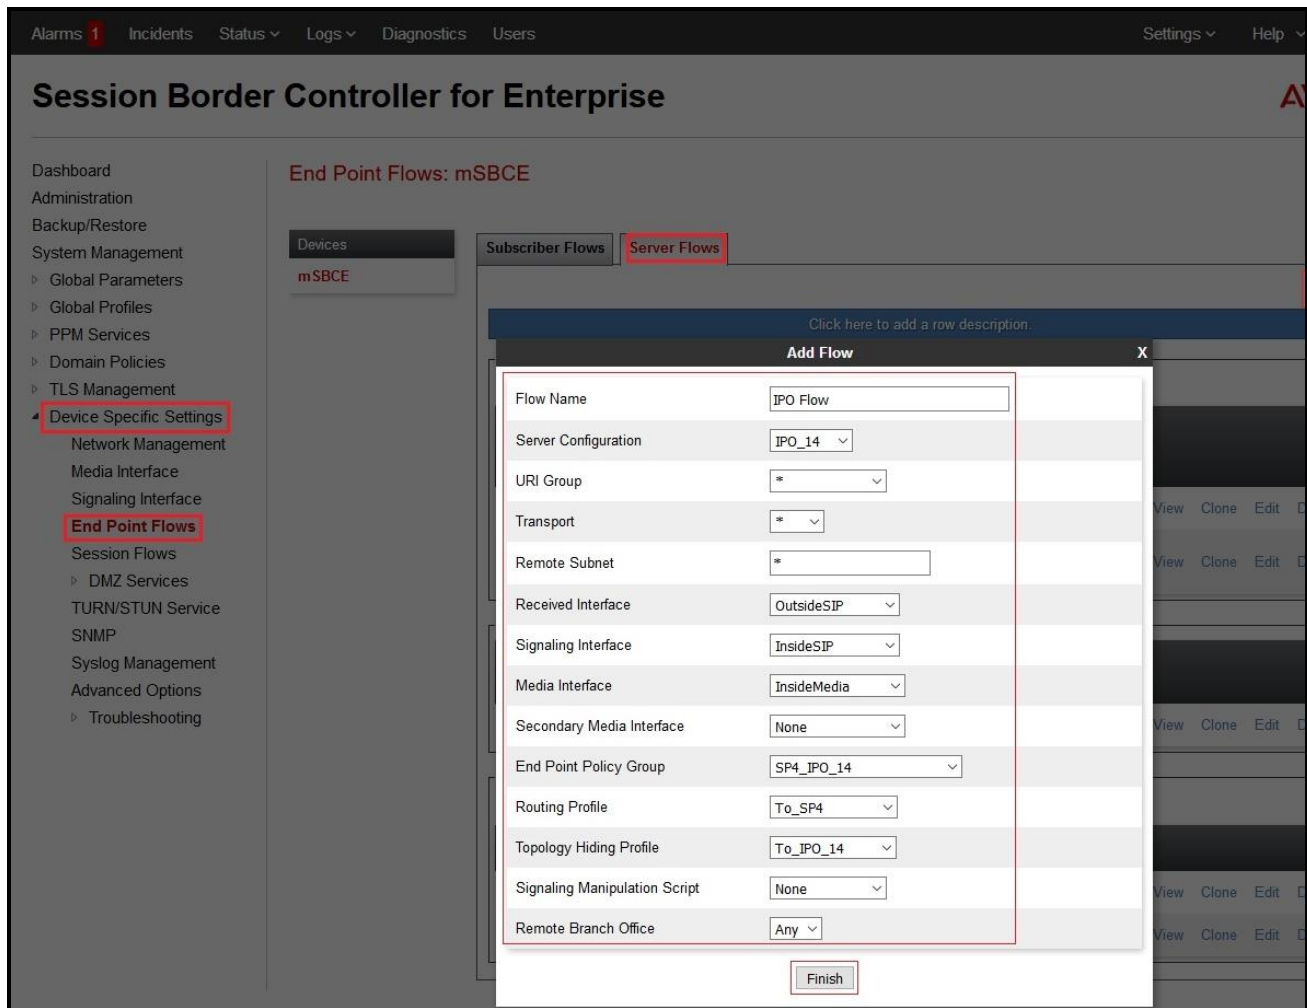 Alarms 1 Incidents Status Logs Diagnostics Users Settings Help
Session Border Controller for Enterprise
Dashboard
Administration
Backup/Restore
System Management
Global Parameters
Global Profiles
PPM Services
Domain Policies
TLS Management
Device Specific Settings
Network Management
Media Interface
Signaling Interface
End Point Flows
Session Flows
DMZ Services
TURN/STUN Service
SNMP
Syslog Management
Advanced Options
Troubleshooting
End Point Flows: mSBCE
Devices
mSBCE
Subscriber Flows Server Flows
Click here to add a row description.
Add Flow X
Flow Name IPO Flow
Server Configuration IPO_14
URI Group *
Transport *
Remote Subnet *
Received Interface OutsideSIP
Signaling Interface InsideSIP
Media Interface InsideMedia
Secondary Media Interface None
End Point Policy Group SP4_IPO_14
Routing Profile To_SP4
Topology Hiding Profile To_IPO_14
Signaling Manipulation Script None
Remote Branch Office Any
Finish
View Clone Edit
View Clone Edit
View Clone Edit
View Clone Edit
View Clone Edit